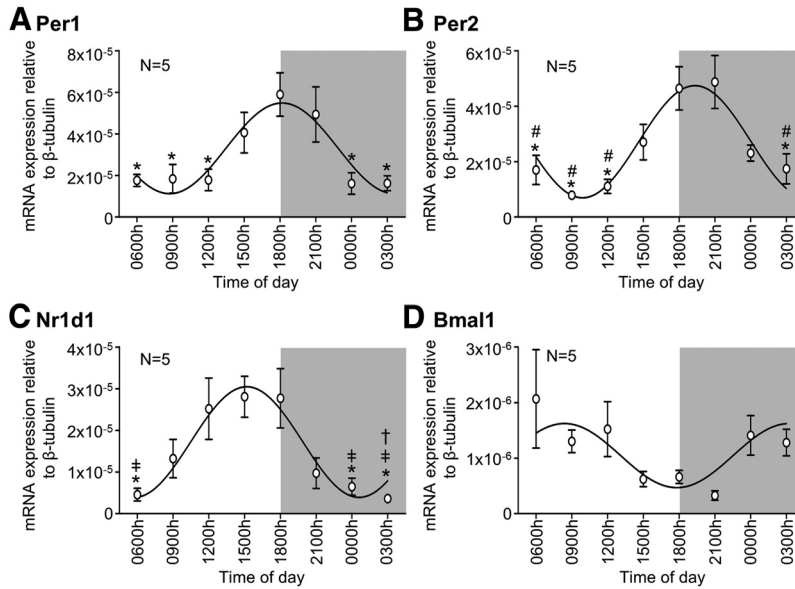 A Per1
mRNA expression relative
to β-tubulin
8x10-5
6x10-5
4x10-5
2x10-5
0
N=5
* * * * *
0600h 0900h 1200h 1500h 1800h 2100h 0000h 0300h
Time of day
B Per2
mRNA expression relative
to β-tubulin
6x10-5
4x10-5
2x10-5
0
N=5
# # # #
* * * *
0600h 0900h 1200h 1500h 1800h 2100h 0000h 0300h
Time of day
C Nr1d1
mRNA expression relative
to β-tubulin
4x10-5
3x10-5
2x10-5
1x10-5
0
N=5
†
ǂ ǂ ǂ
* * *
0600h 0900h 12000h 1500h 1800h 2100h 0000h 0300h
Time of day
D Bmal1
mRNA expression relative
to β-tubulin
3x10-6
2x10-6
1x10-6
0
N=5
0600h 0900h 12000h 1500h 1800h 2100h 0000h 0300h
Time of day